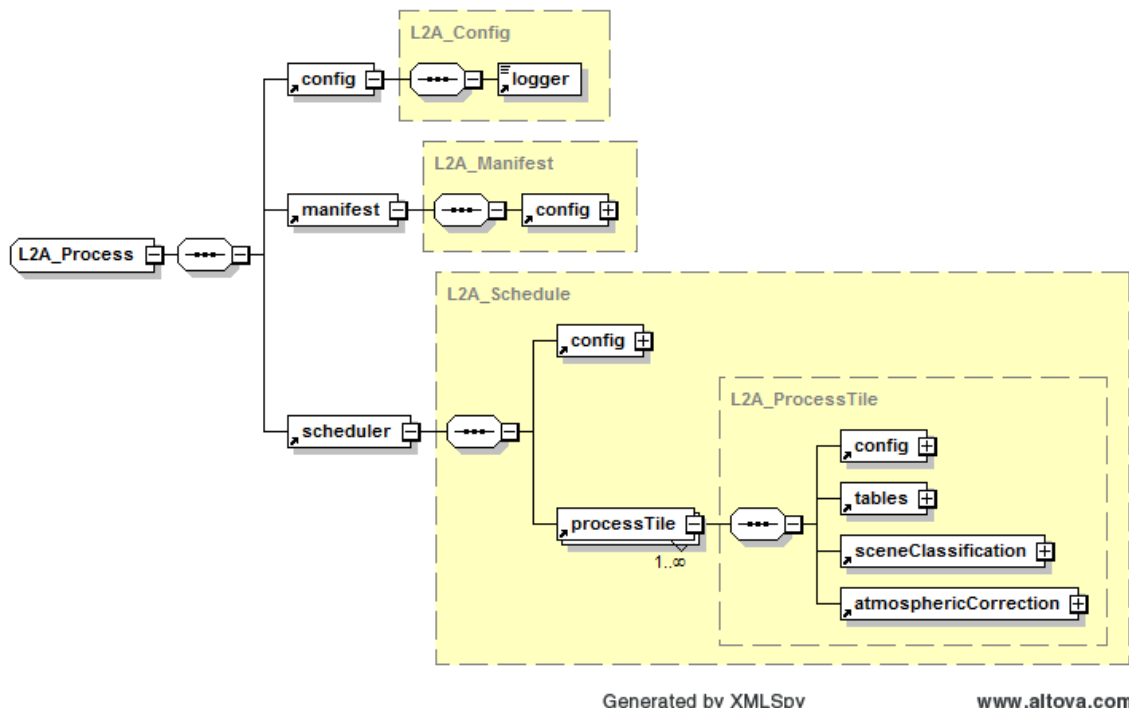 L2A_Config
config
logger
L2A_Manifest
manifest
config
L2A_Process
L2A_Schedule
config
scheduler
L2A_ProcessTile
config
tables
processTile
1..∞
sceneClassification
atmosphericCorrection
Generated by XMLSpy
www.altova.com